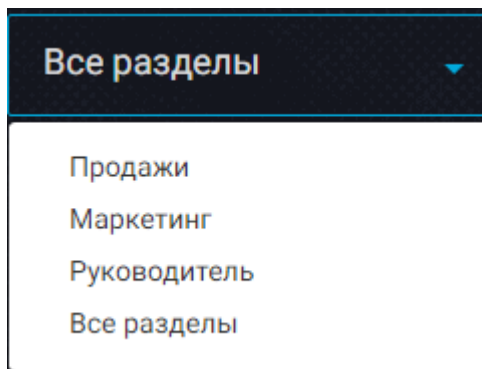 Все разделы
Продажи
Маркетинг
Руководитель
Все разделы